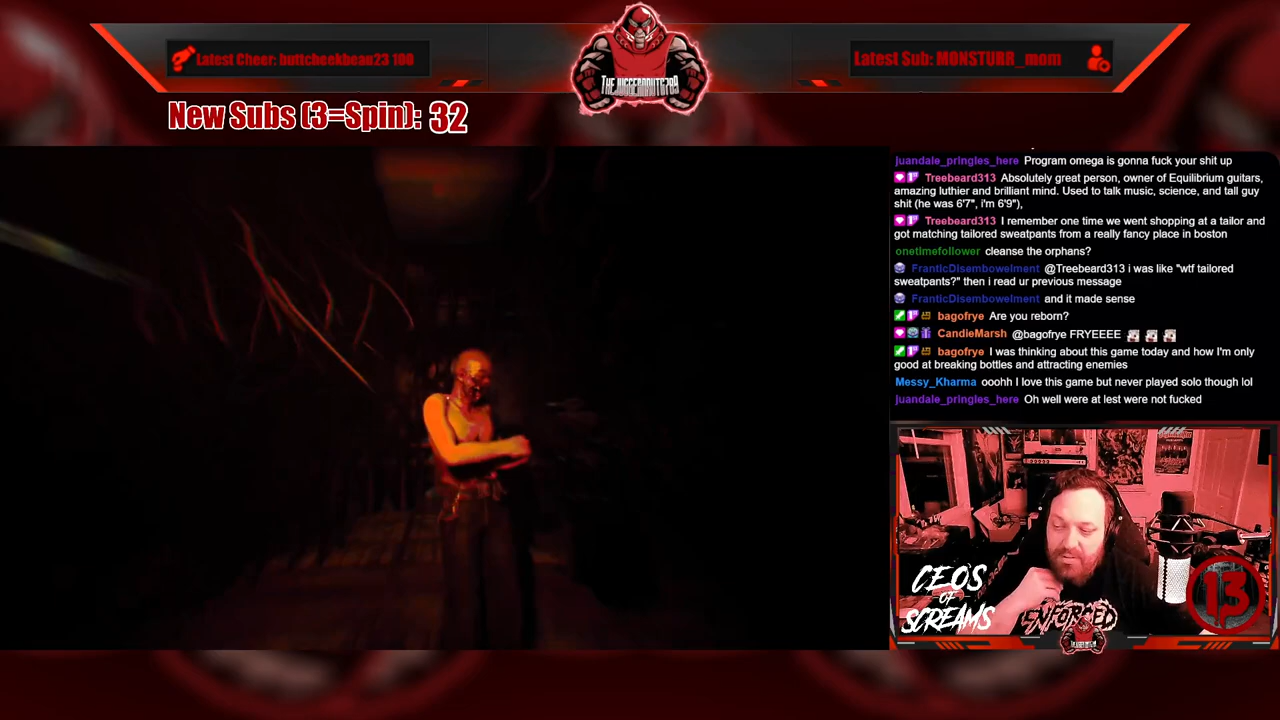 Latest Cheer: buttcheekbeau23 100
THEJUGGERNAUT6789
Latest Sub: MONSTURR_mom
New Subs (3=Spin): 32
juandale_pringles_here Program omega is gonna fuck your shit up
Treebeard313 Absolutely great person, owner of Equilibrium guitars,
amazing luthier and brilliant mind. Used to talk music, science, and tall guy
shit (he was 6'7", i'm 6'9"),
Treebeard313 I remember one time we went shopping at a tailor and
got matching tailored sweatpants from a really fancy place in boston
onetimefollower cleanse the orphans?
FranticDisembowelment @Treebeard313 i was like "wtf tailored
sweatpants?" then i read ur previous message
FranticDisembowelment and it made sense
bagofrye Are you reborn?
CandieMarsh @bagofrye FRYEEEE
bagofrye I was thinking about this game today and how I'm only
good at breaking bottles and attracting enemies
Messy_Kharma ooohh I love this game but never played solo though lol
juandale_pringles_here Oh well were at lest were not fucked
CEOS
OF
SCREAMS
ENFORCED
13